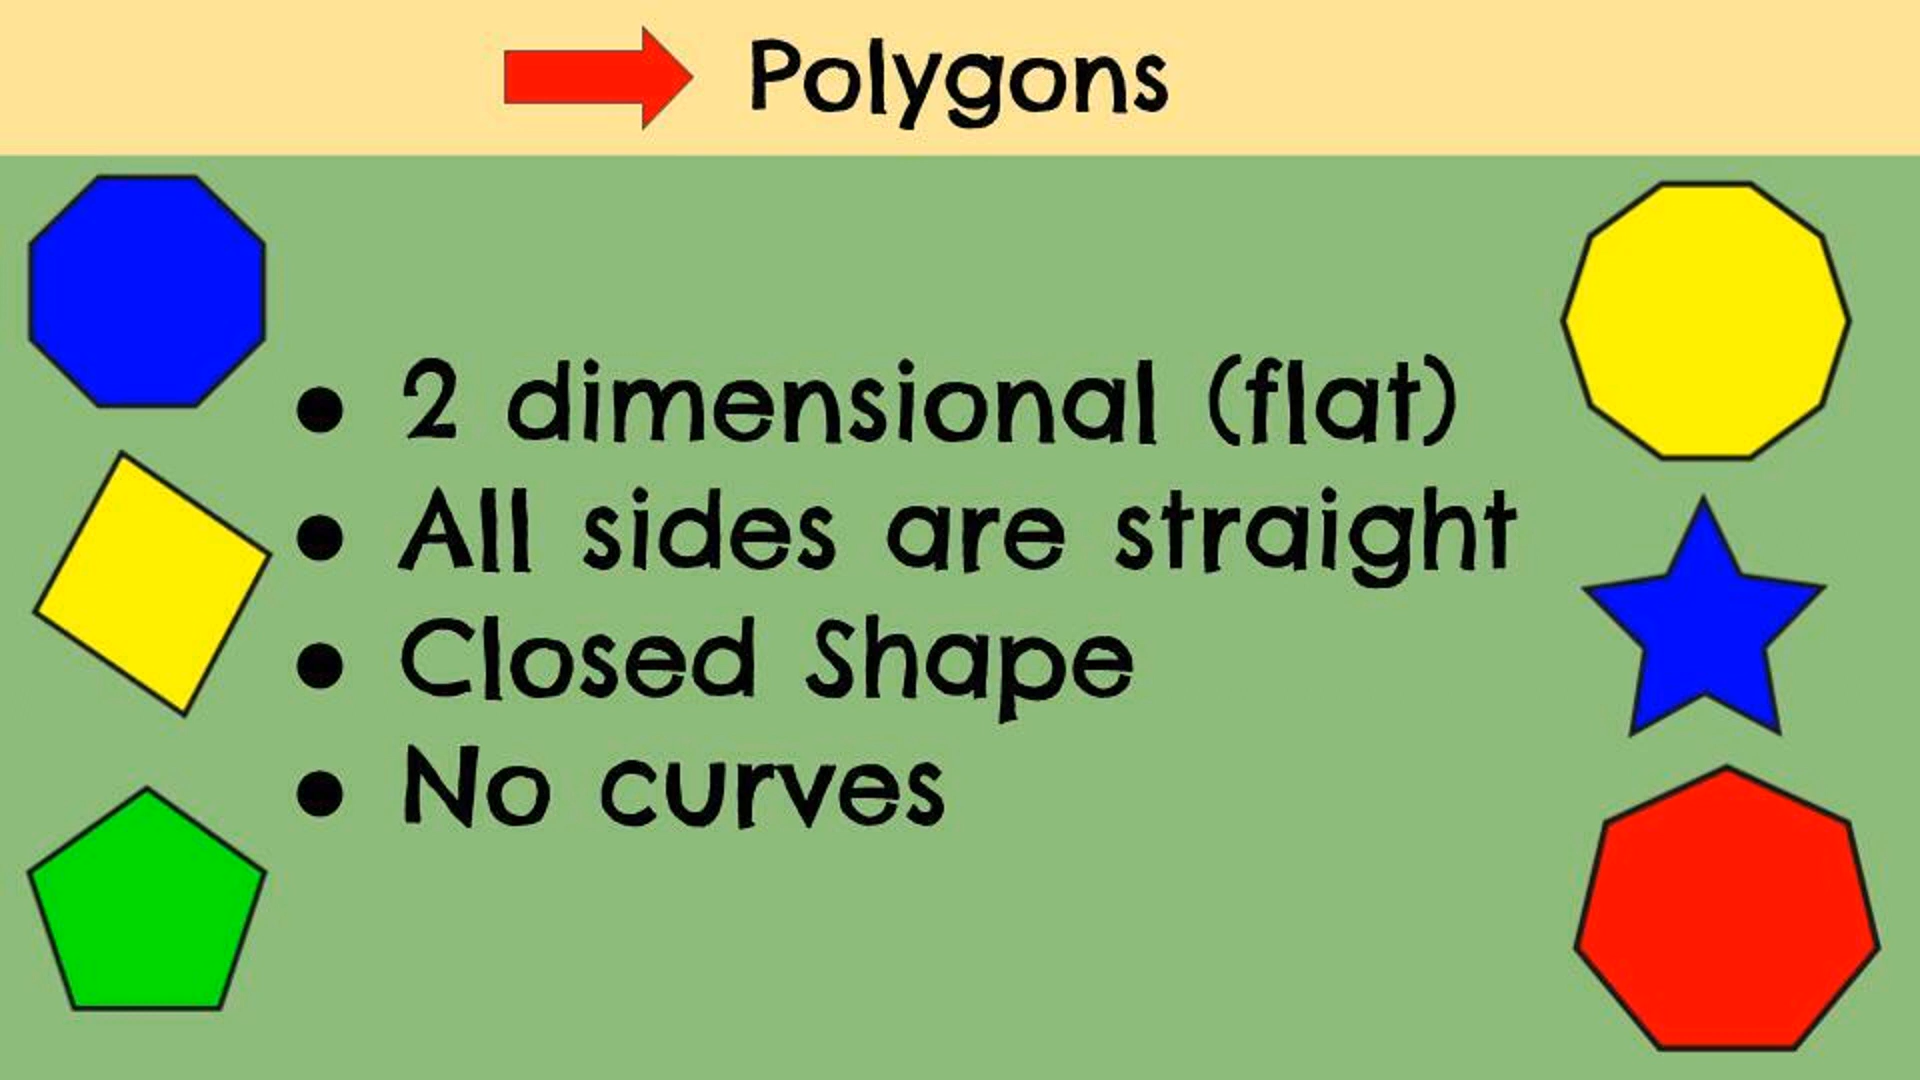 Polygons
● 2 dimensional (flat)
● All sides are straight
● Closed Shape
● No curves